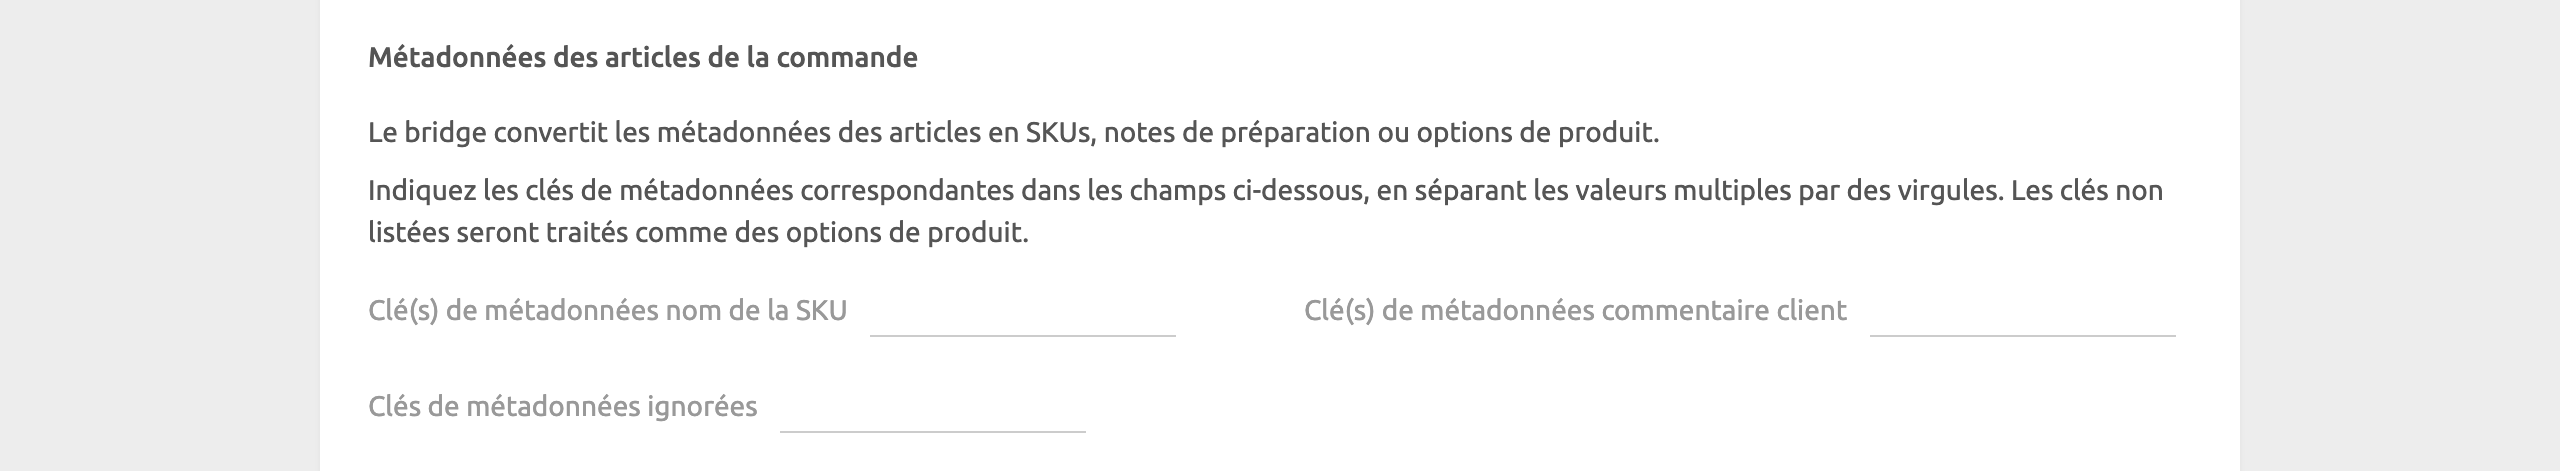 Métadonnées des articles de la commande
Le bridge convertit les métadonnées des articles en SKUs, notes de préparation ou options de produit.
Indiquez les clés de métadonnées correspondantes dans les champs ci-dessous, en séparant les valeurs multiples par des virgules. Les clés non
listées seront traités comme des options de produit.
Clé(s) de métadonnées nom de la SKU
Clé(s) de métadonnées commentaire client
Clés de métadonnées ignorées